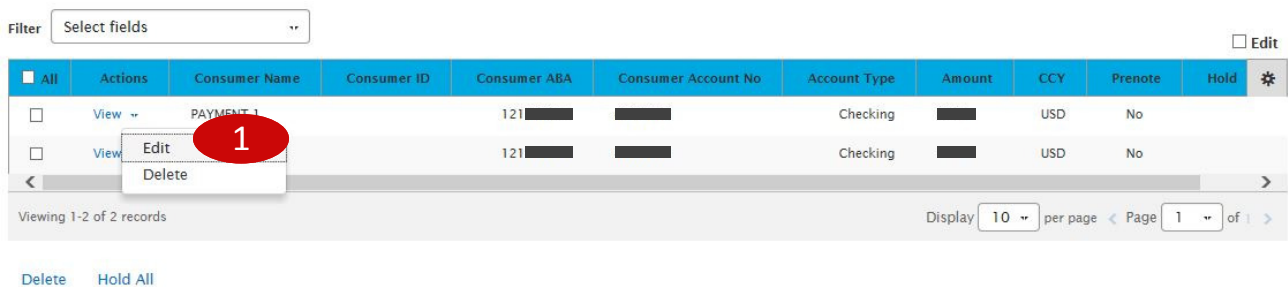 Filter Select fields
Edit
All Actions Consumer Name Consumer ID Consumer ABA Consumer Account No Account Type Amount CCY Prenote Hold
View PAYMENT 1 121 Checking USD No
Edit 1
View 121 Checking USD No
Delete
Viewing 1-2 of 2 records Display 10 per page Page 1 of 1
Delete Hold All